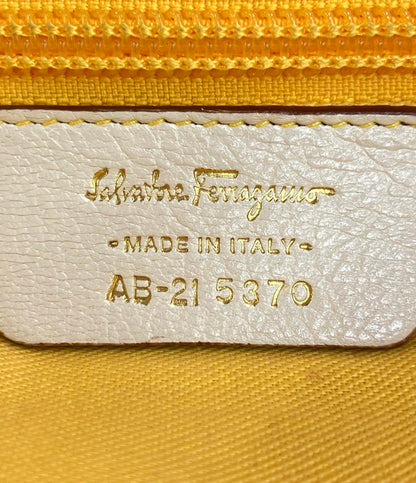 Salvatore Ferragamo
-MADE IN ITALY-
AB-21 5370